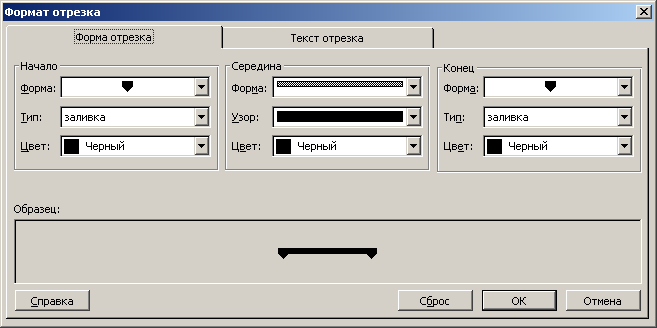 Формат отрезка
Форма отрезка Текст отрезка
Начало Середина Конец
Форма: Форма: Форма:
Тип: заливка Узор: Тип: заливка
Цвет: Черный Цвет: Черный Цвет: Черный
Образец:
Справка Сброс ОК Отмена